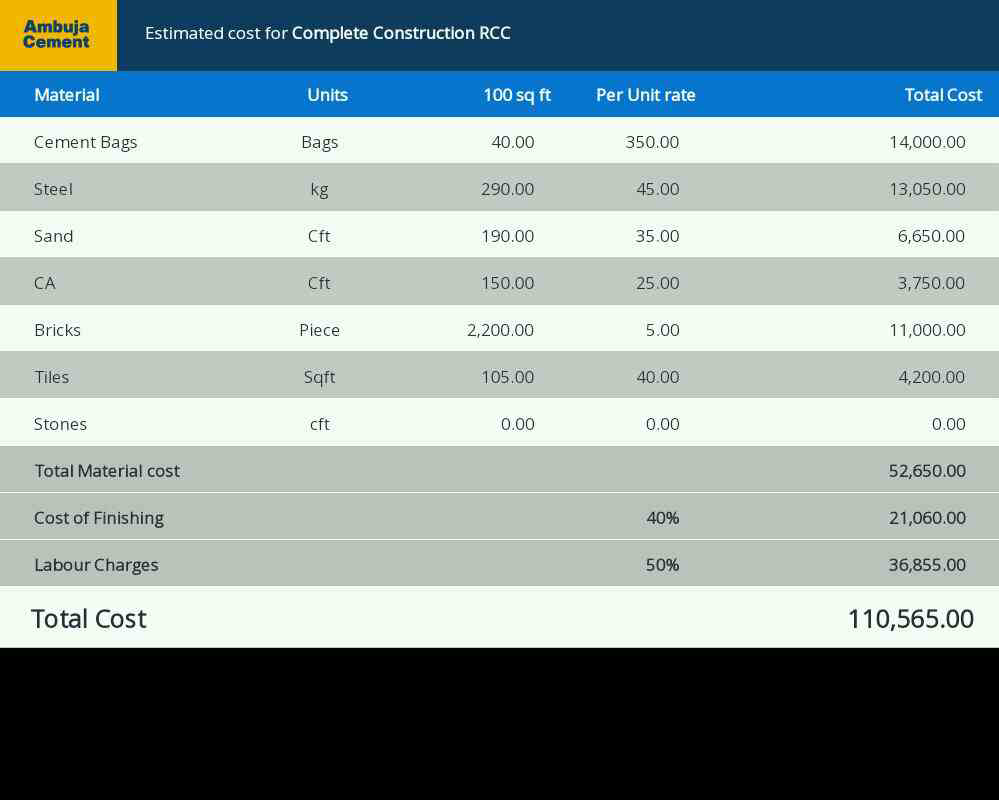 Ambuja
Cement
Estimated cost for Complete Construction RCC
Material Units 100 sq ft Per Unit rate Total Cost
Cement Bags Bags 40.00 350.00 14,000.00
Steel kg 290.00 45.00 13,050.00
Sand Cft 190.00 35.00 6,650.00
CA Cft 150.00 25.00 3,750.00
Bricks Piece 2,200.00 5.00 11,000.00
Tiles Sqft 105.00 40.00 4,200.00
Stones cft 0.00 0.00 0.00
Total Material cost 52,650.00
Cost of Finishing 40% 21,060.00
Labour Charges 50% 36,855.00
Total Cost 110,565.00